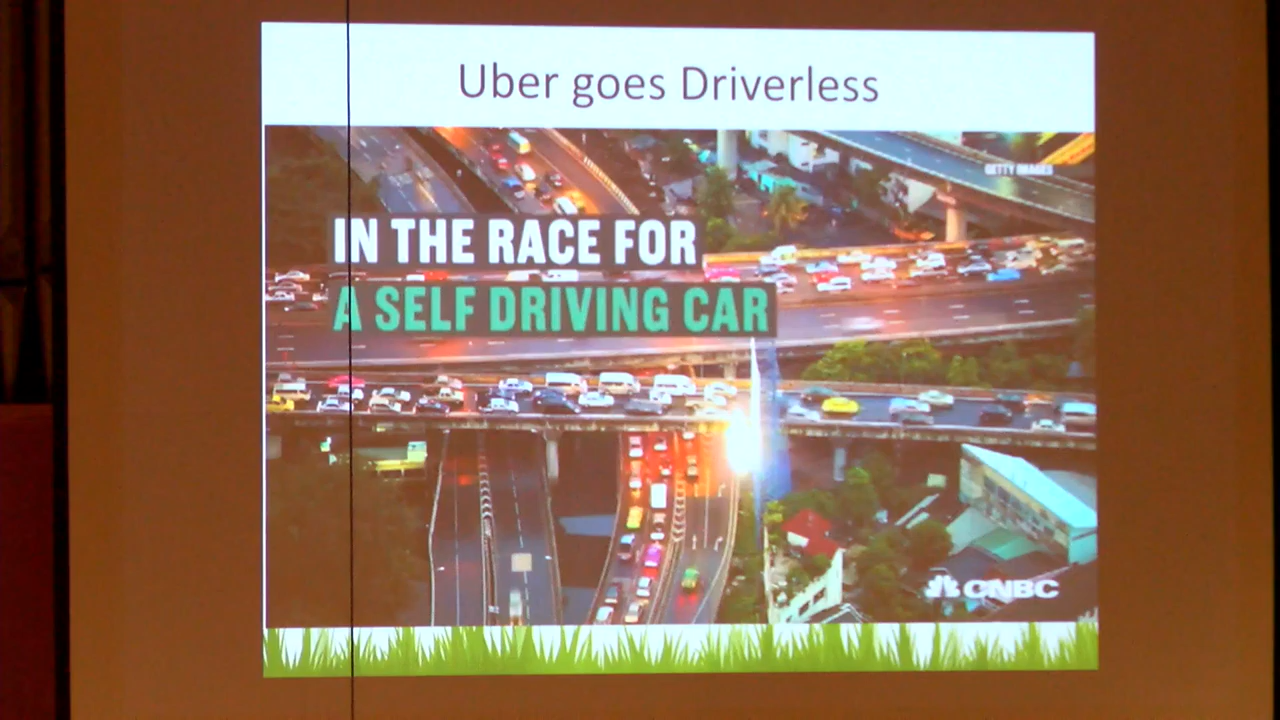 Uber goes Driverless
GETTY IMAGES
IN THE RACE FOR
A SELF DRIVING CAR
CNBC